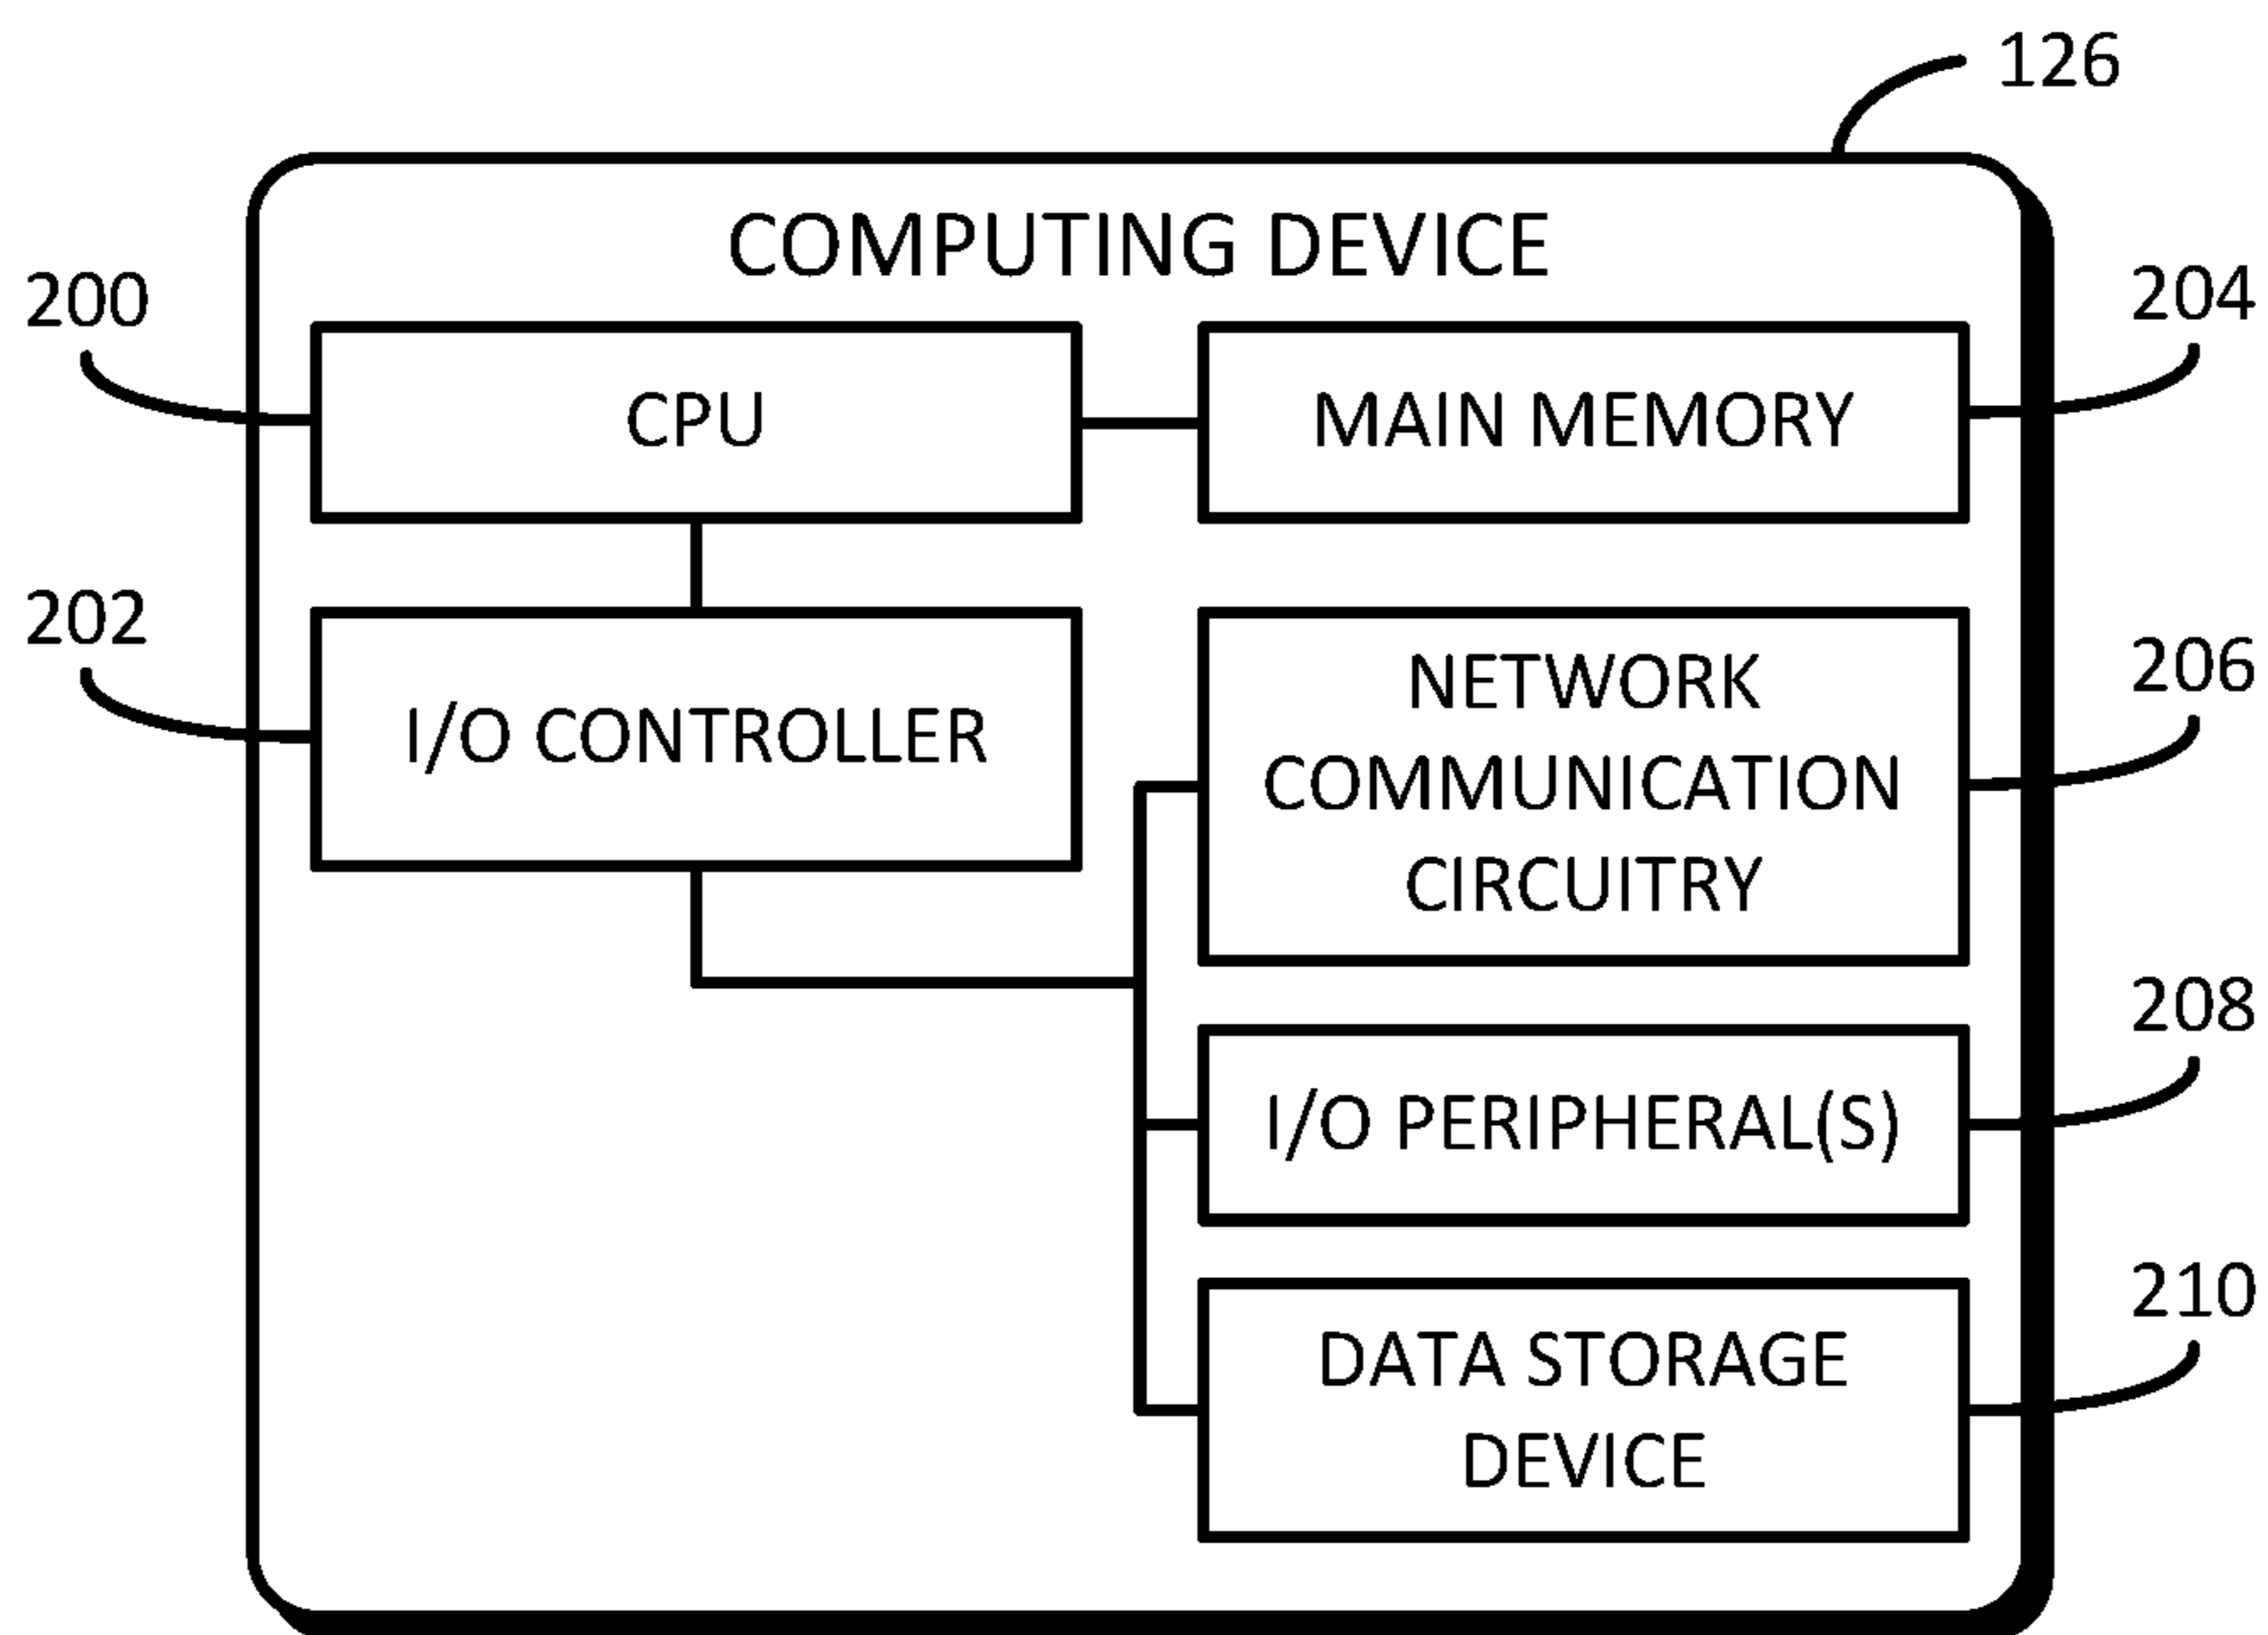 126
COMPUTING DEVICE
200
204
CPU
MAIN MEMORY
202
206
I/O CONTROLLER
NETWORK
COMMUNICATION
CIRCUITRY
208
I/O PERIPHERAL(S)
210
DATA STORAGE
DEVICE